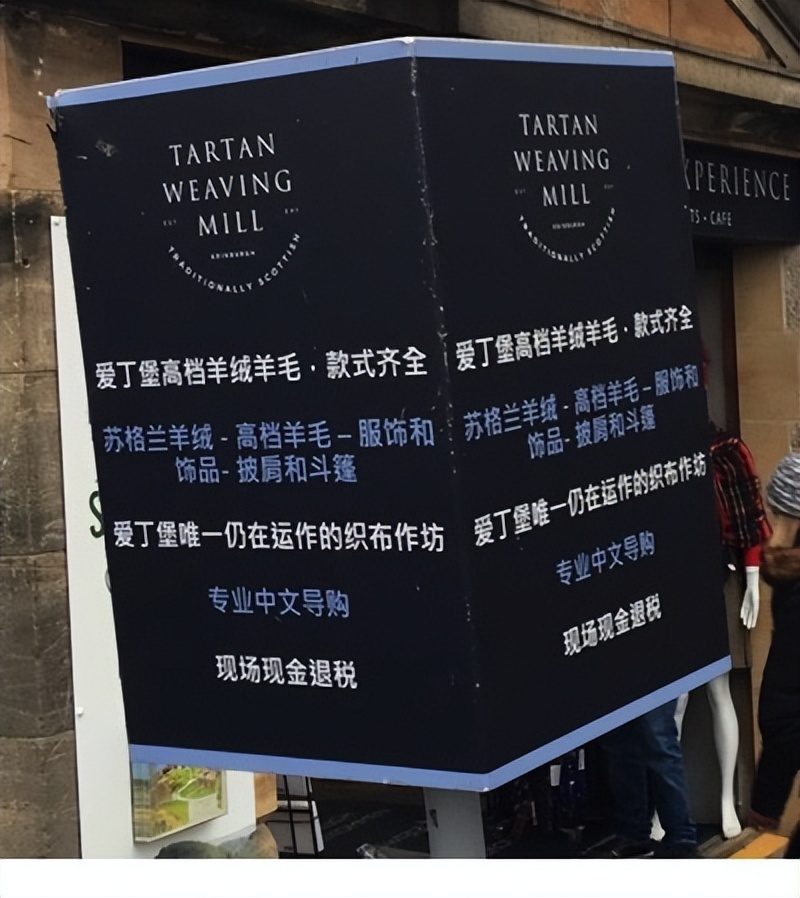 TARTAN
WEAVING
MILL
EDINBURGH
TRADITIONALLY SCOTTISH
爱丁堡高档羊绒羊毛·款式齐全
苏格兰羊绒 - 高档羊毛 – 服饰和
饰品- 披肩和斗篷
爱丁堡唯一仍在运作的织布作坊
专业中文导购
现场现金退税
TARTAN
WEAVING
MILL
EDINBURGH
TRADITIONALLY SCOTTISH
爱丁堡高档羊绒羊毛·款式齐全
苏格兰羊绒 - 高档羊毛 – 服饰和
饰品- 披肩和斗篷
爱丁堡唯一仍在运作的织布作坊
专业中文导购
现场现金退税
XPERIENCE
TS • CAFE